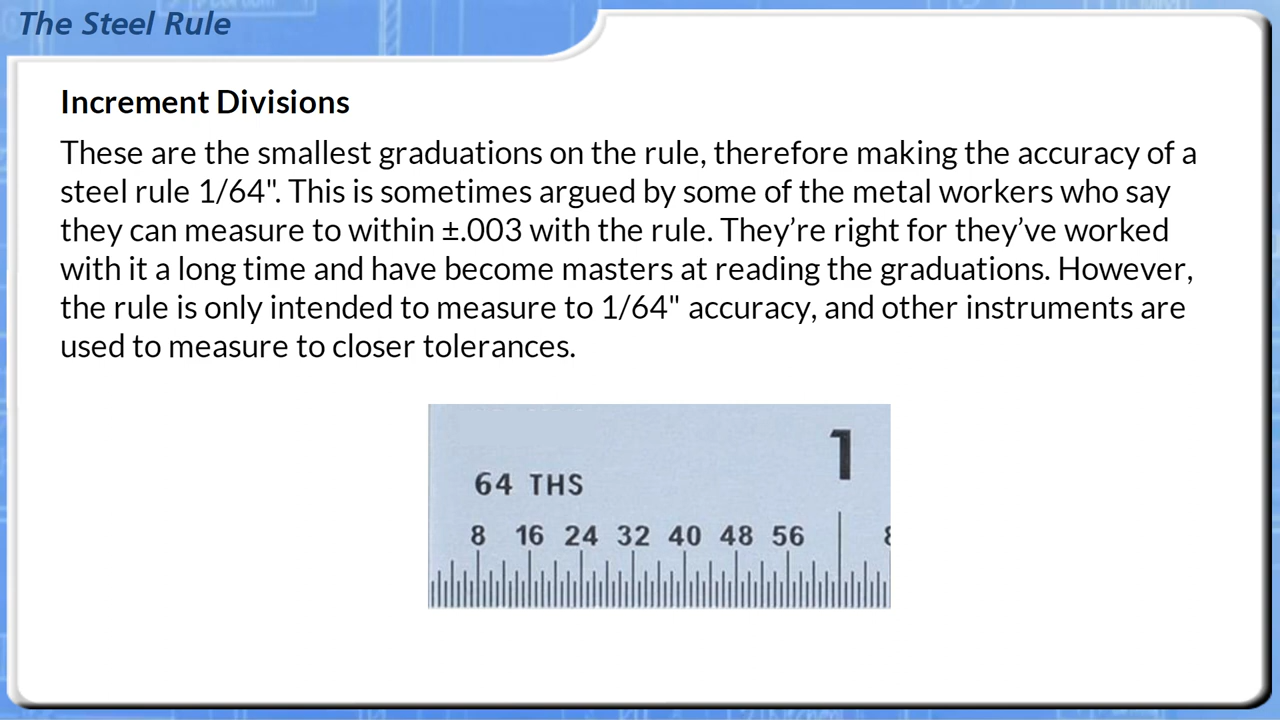 The Steel Rule
Increment Divisions
These are the smallest graduations on the rule, therefore making the accuracy of a
steel rule 1/64". This is sometimes argued by some of the metal workers who say
they can measure to within ±.003 with the rule. They’re right for they’ve worked
with it a long time and have become masters at reading the graduations. However,
the rule is only intended to measure to 1/64" accuracy, and other instruments are
used to measure to closer tolerances.
1
64 THS
8 16 24 32 40 48 56